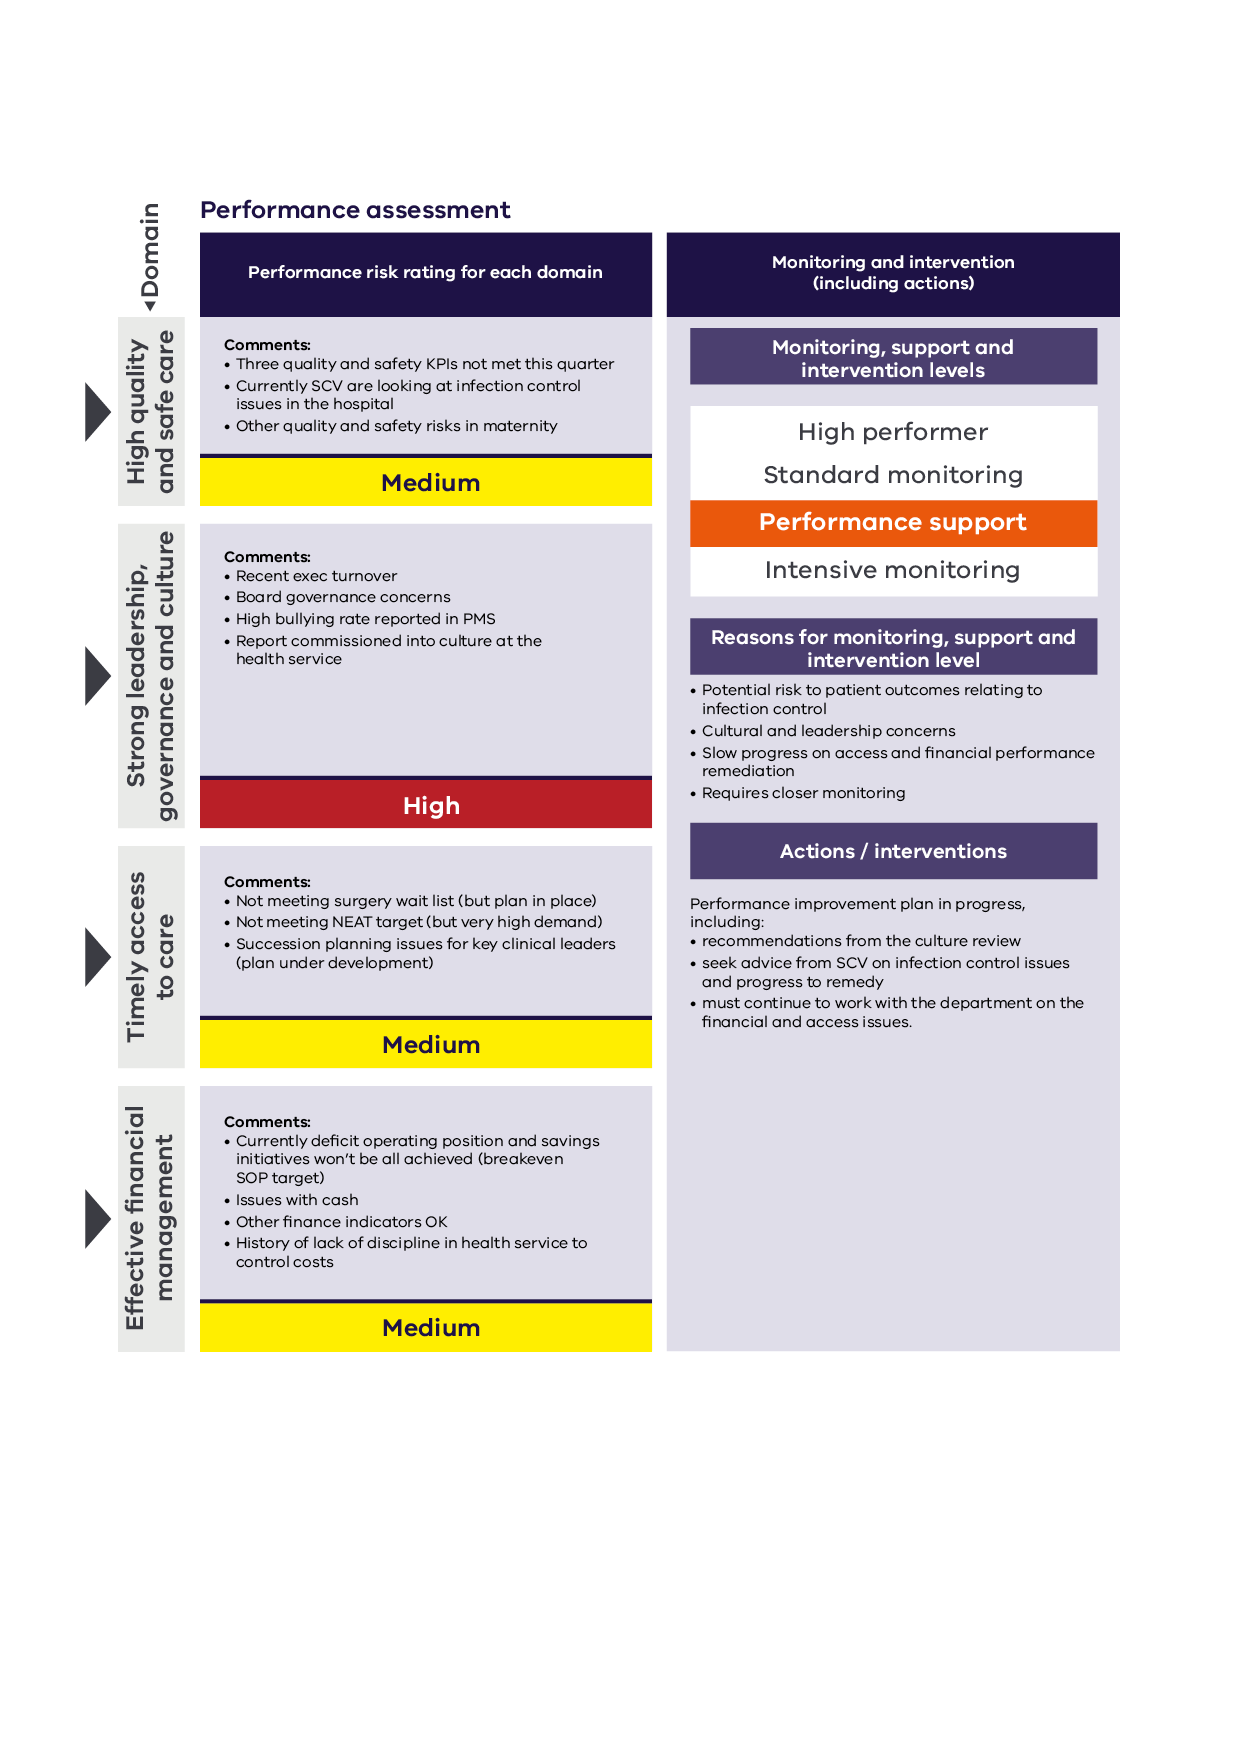 Performance assessment
◂Domain
Performance risk rating for each domain
High quality
and safe care
Comments:
• Three quality and safety KPIs not met this quarter
• Currently SCV are looking at infection control
issues in the hospital
• Other quality and safety risks in maternity
Medium
Strong leadership,
governance and culture
Comments:
• Recent exec turnover
• Board governance concerns
• High bullying rate reported in PMS
• Report commissioned into culture at the
health service
High
Timely access
to care
Comments:
• Not meeting surgery wait list (but plan in place)
• Not meeting NEAT target (but very high demand)
• Succession planning issues for key clinical leaders
(plan under development)
Medium
Effective financial
management
Comments:
• Currently deficit operating position and savings
initiatives won’t be all achieved (breakeven
SOP target)
• Issues with cash
• Other finance indicators OK
• History of lack of discipline in health service to
control costs
Medium
Monitoring and intervention
(including actions)
Monitoring, support and
intervention levels
High performer
Standard monitoring
Performance support
Intensive monitoring
Reasons for monitoring, support and
intervention level
• Potential risk to patient outcomes relating to
infection control
• Cultural and leadership concerns
• Slow progress on access and financial performance
remediation
• Requires closer monitoring
Actions / interventions
Performance improvement plan in progress,
including:
• recommendations from the culture review
• seek advice from SCV on infection control issues
and progress to remedy
• must continue to work with the department on the
financial and access issues.